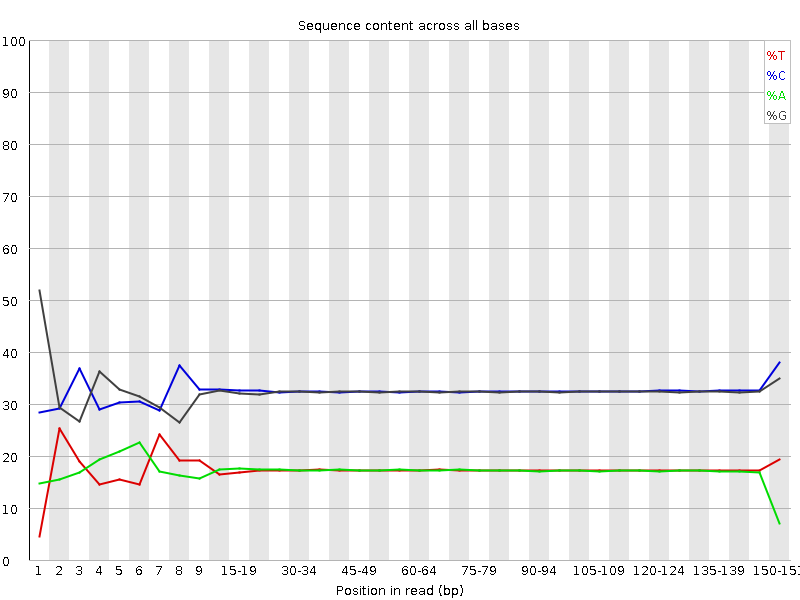 Sequence content across all bases
100
90
80
70
60
50
40
30
20
10
0
%T
%C
%A
%G
1 2 3 4 5 6 7 8 9 15-19 30-34 45-49 60-64 75-79 90-94 105-109 120-124 135-139 150-151
Position in read (bp)